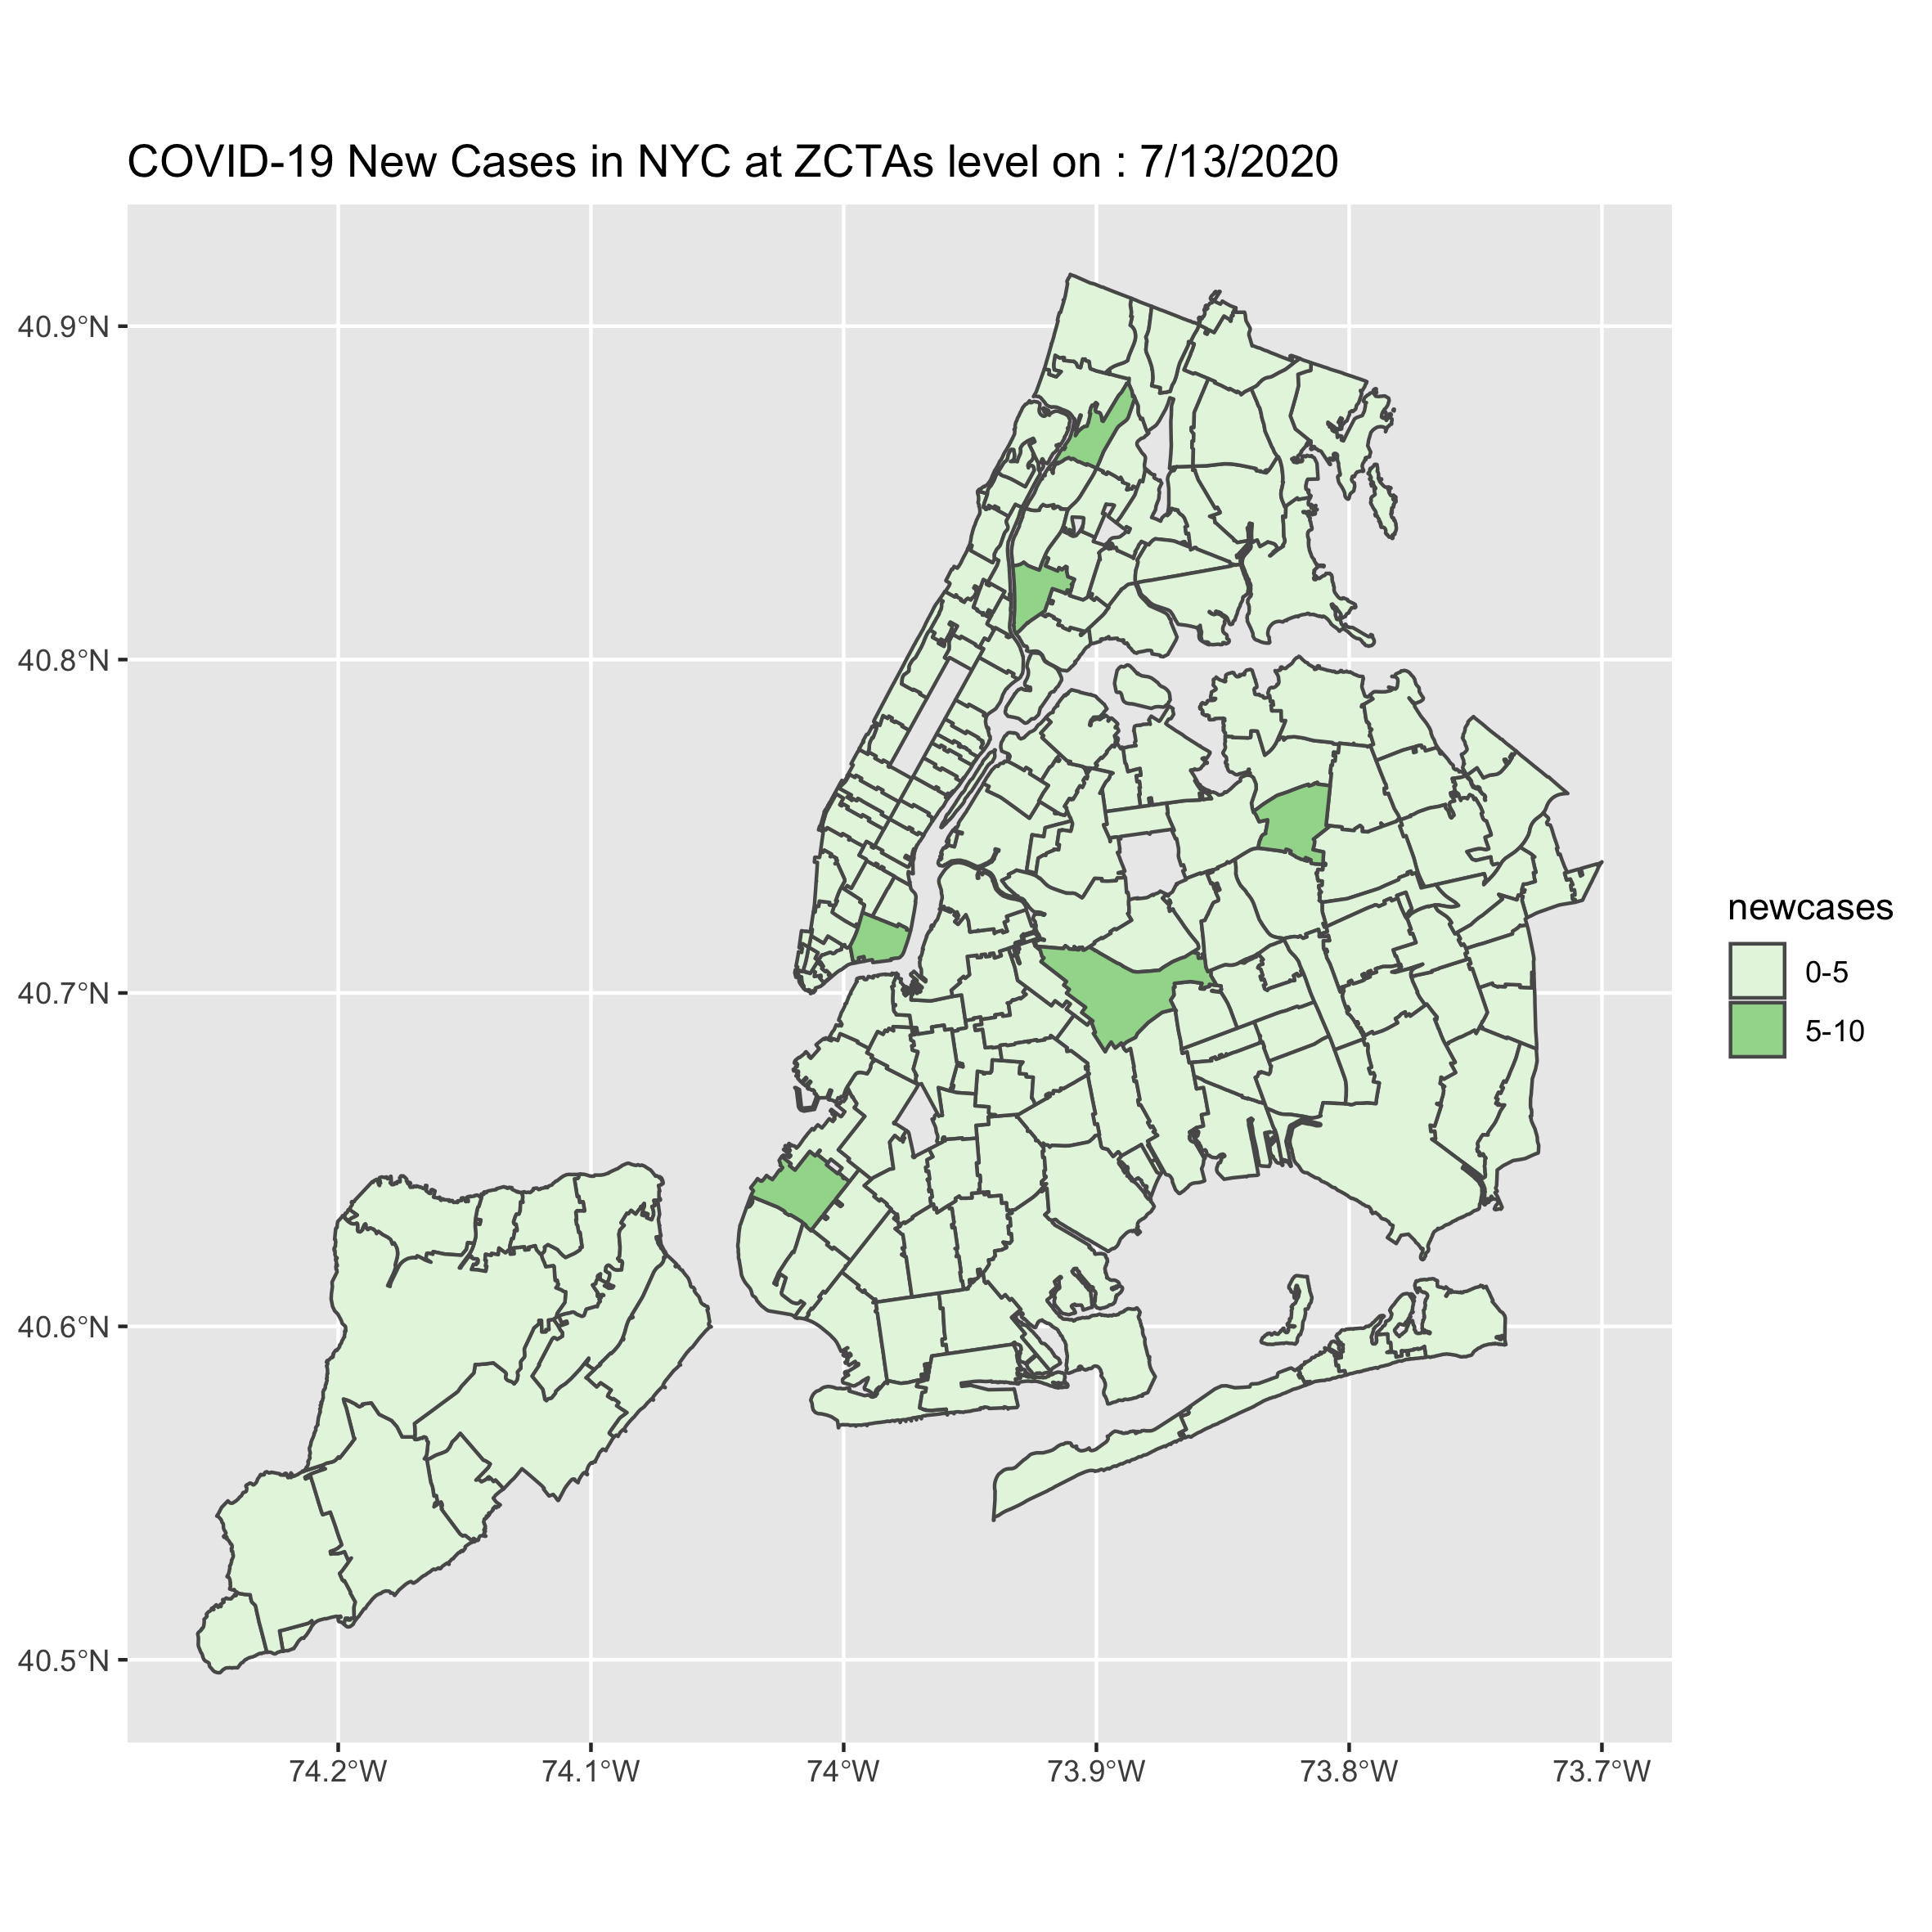 COVID-19 New Cases in NYC at ZCTAs level on : 7/13/2020
40.9°N
40.8°N
40.7°N
40.6°N
40.5°N
74.2°W 74.1°W 74°W 73.9°W 73.8°W 73.7°W
newcases
0-5
5-10